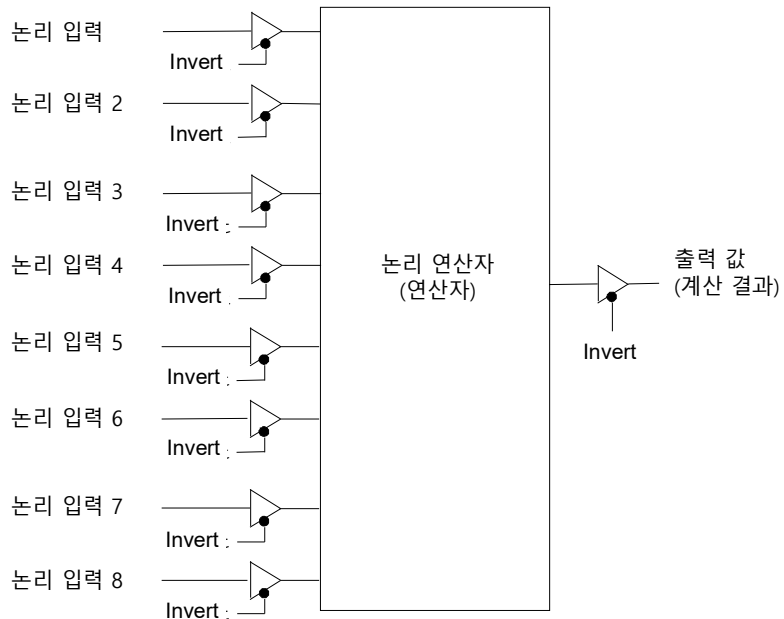 논리 입력
Invert
논리 입력 2
Invert
논리 입력 3
Invert :
논리 입력 4
Invert :
논리 입력 5
Invert :
논리 입력 6
Invert :
논리 입력 7
Invert :
논리 입력 8
Invert :
논리 연산자
(연산자)
출력 값
(계산 결과)
Invert